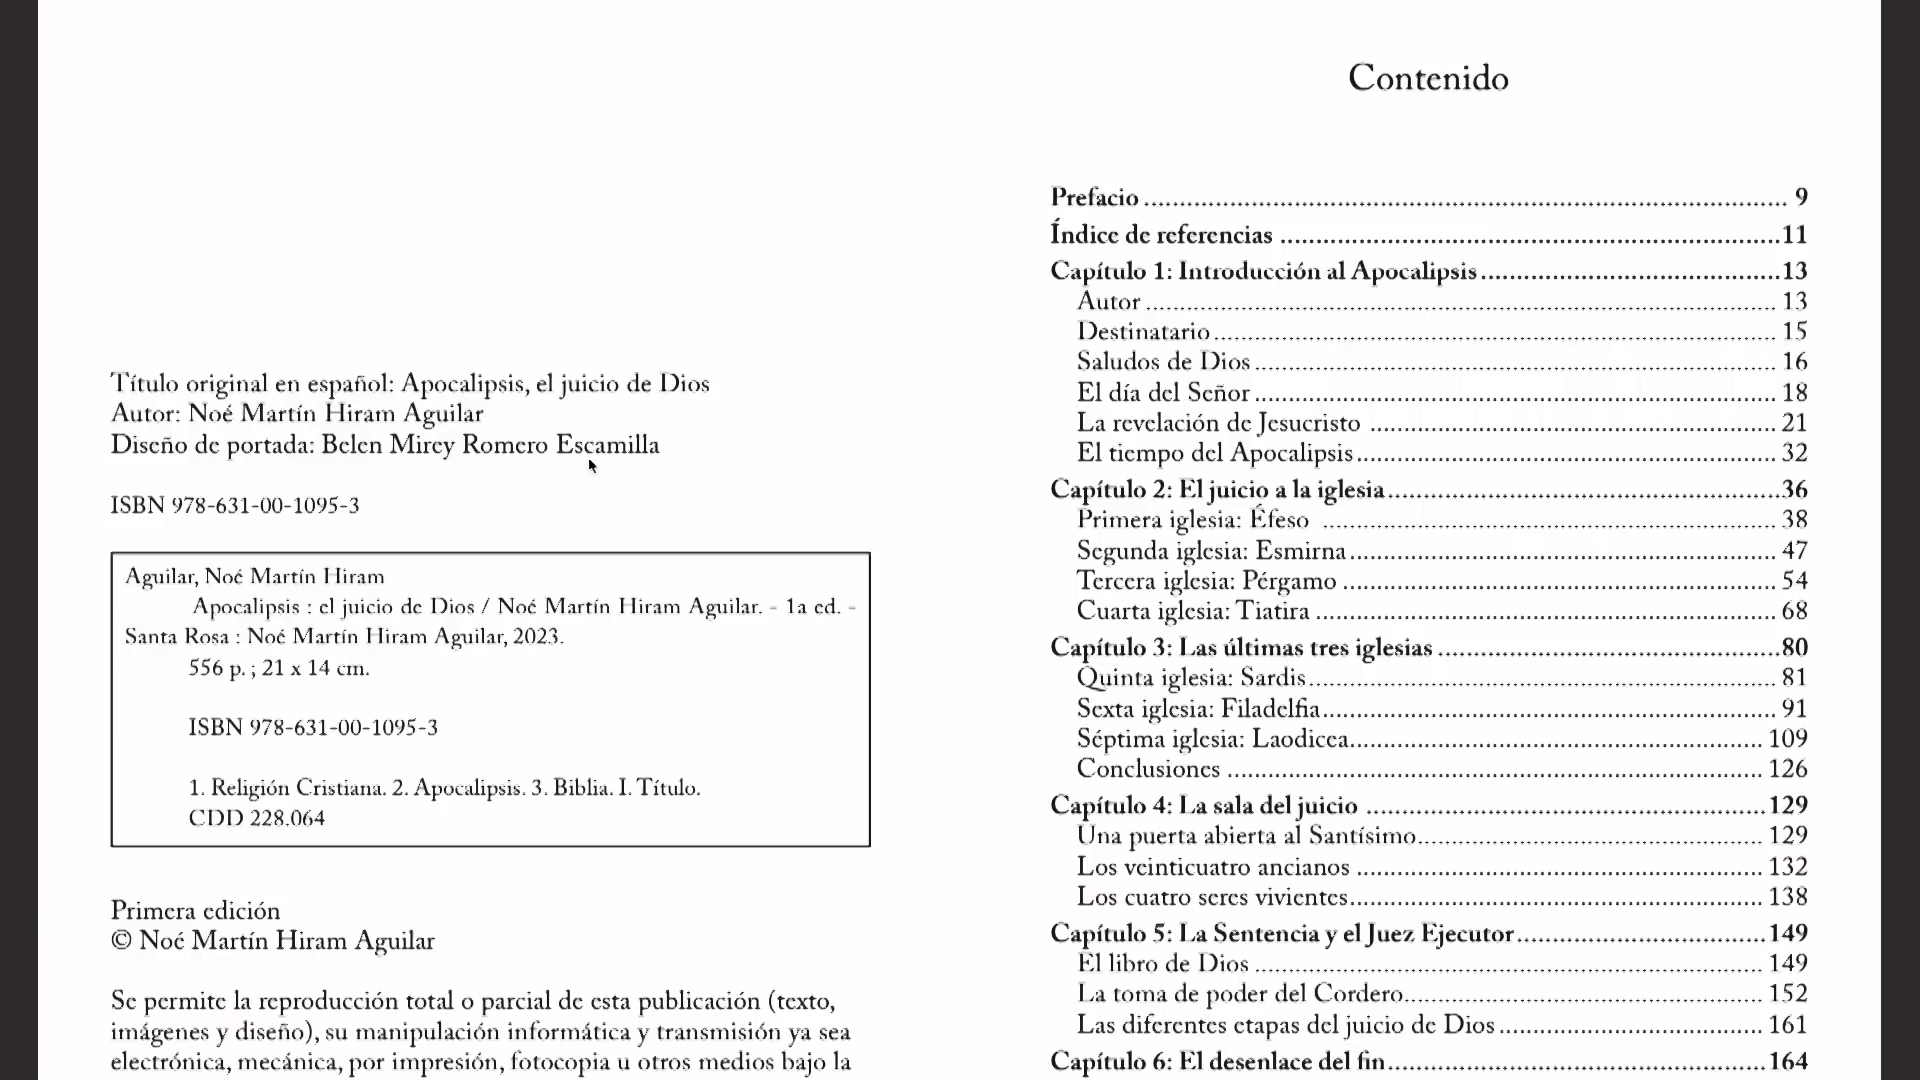 Título original en español: Apocalipsis, el juicio de Dios
Autor: Noé Martín Hiram Aguilar
Diseño de portada: Belen Mirey Romero Escamilla
ISBN 978-631-00-1095-3
Aguilar, Noé Martín Hiram
Apocalipsis : el juicio de Dios / Noé Martín Hiram Aguilar. - 1a ed. -
Santa Rosa : Noé Martín Hiram Aguilar, 2023.
556 p. ; 21 x 14 cm.
ISBN 978-631-00-1095-3
1. Religión Cristiana. 2. Apocalipsis. 3. Biblia. I. Título.
CDD 228.064
Primera edición
© Noé Martín Hiram Aguilar
Se permite la reproducción total o parcial de esta publicación (texto,
imágenes y diseño), su manipulación informática y transmisión ya sea
electrónica, mecánica, por impresión, fotocopia u otros medios bajo la
Contenido
Prefacio ........ 9
Índice de referencias ........ 11
Capítulo 1: Introducción al Apocalipsis ........ 13
Autor ........ 13
Destinatario ........ 15
Saludos de Dios ........ 16
El día del Señor ........ 18
La revelación de Jesucristo ........ 21
El tiempo del Apocalipsis ........ 32
Capítulo 2: El juicio a la iglesia ........ 36
Primera iglesia: Éfeso ........ 38
Segunda iglesia: Esmirna ........ 47
Tercera iglesia: Pérgamo ........ 54
Cuarta iglesia: Tiatira ........ 68
Capítulo 3: Las últimas tres iglesias ........ 80
Quinta iglesia: Sardis ........ 81
Sexta iglesia: Filadelfia ........ 91
Séptima iglesia: Laodicea ........ 109
Conclusiones ........ 126
Capítulo 4: La sala del juicio ........ 129
Una puerta abierta al Santísimo ........ 129
Los veinticuatro ancianos ........ 132
Los cuatro seres vivientes ........ 138
Capítulo 5: La Sentencia y el Juez Ejecutor ........ 149
El libro de Dios ........ 149
La toma de poder del Cordero ........ 152
Las diferentes etapas del juicio de Dios ........ 161
Capítulo 6: El desenlace del fin ........ 164